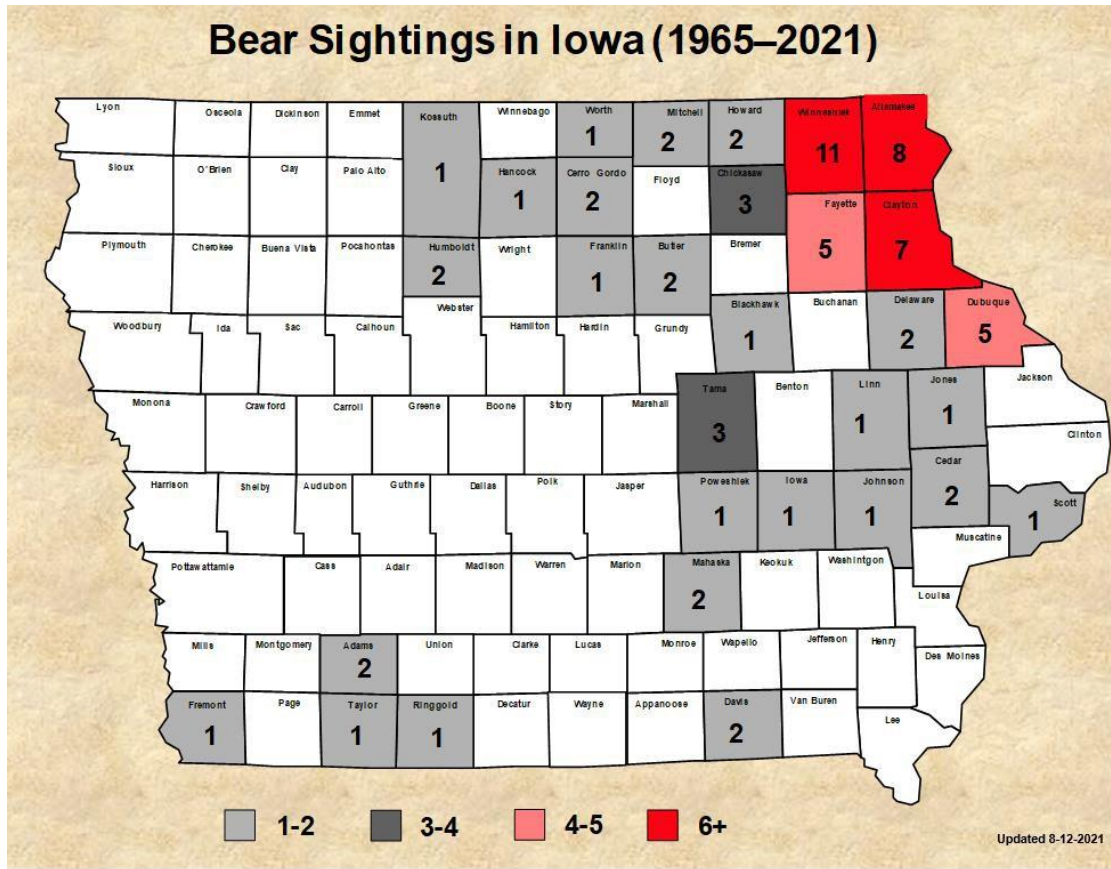 Bear Sightings in Iowa (1965–2021)
Lyon
Osceola
Dickinson
Emmet
Kossuth
1
Winnebago
Worth
1
Mitchell
2
Howard
2
Winneshiek
11
Allamakee
8
Sioux
O'Brien
Clay
Palo Alto
Hancock
1
Cerro Gordo
2
Floyd
Chickasaw
3
Fayette
5
Clayton
7
Plymouth
Cherokee
Buena Vista
Pocahontas
Humboldt
2
Wright
Franklin
1
Butler
2
Bremer
Woodbury
Ida
Sac
Calhoun
Webster
Hamilton
Hardin
Grundy
Blackhawk
1
Buchanan
Delaware
2
Dubuque
5
Monona
Crawford
Carroll
Greene
Boone
Story
Marshall
Tama
3
Benton
Linn
1
Jones
1
Jackson
Clinton
Harrison
Shelby
Audubon
Guthrie
Dallas
Polk
Jasper
Poweshiek
1
Iowa
1
Johnson
1
Cedar
2
Scott
1
Muscatine
Pottawattamie
Cass
Adair
Madison
Warren
Marion
Mahaska
2
Keokuk
Washintgon
Louisa
Mills
Montgomery
Adams
2
Union
Clarke
Lucas
Monroe
Wapello
Jefferson
Henry
Des Moines
Fremont
1
Page
Taylor
1
Ringgold
1
Decatur
Wayne
Appanoose
Davis
2
Van Buren
Lee
1-2
3-4
4-5
6+
Updated 8-12-2021